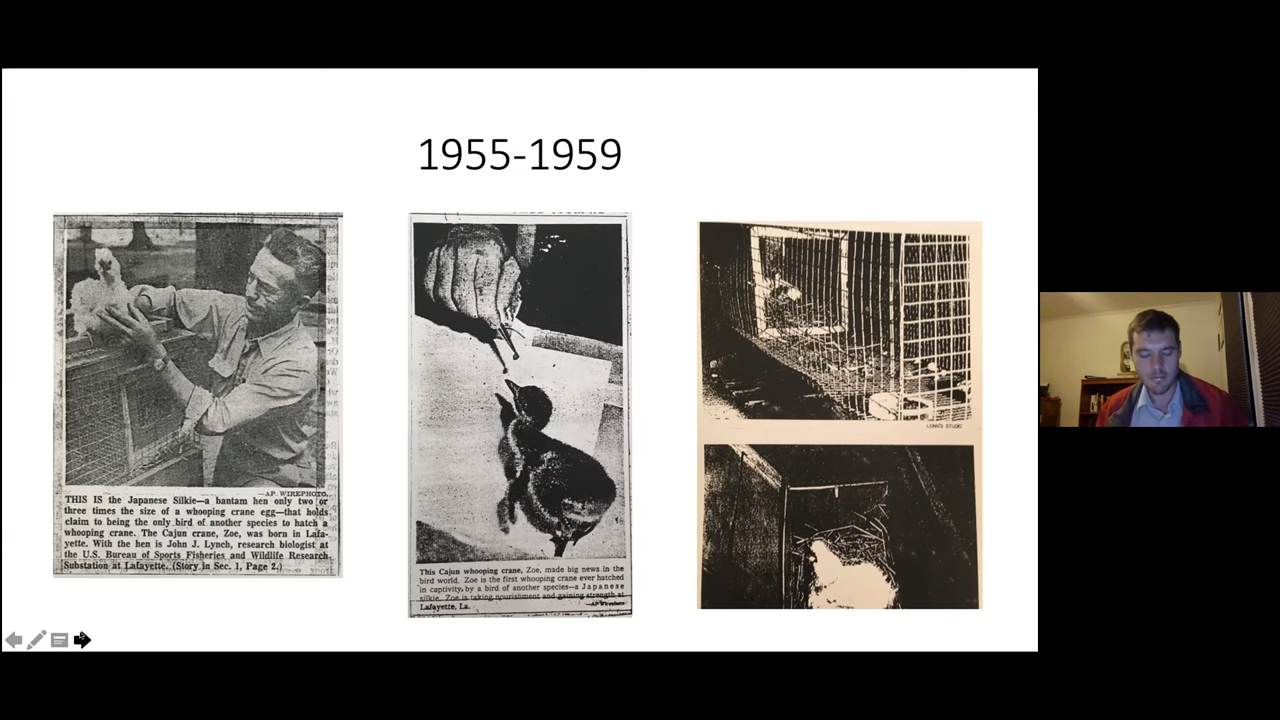 1955-1959
—AP WIREPHOTO.
THIS IS the Japanese Silkie—a bantam hen only two or
three times the size of a whooping crane egg—that holds
claim to being the only bird of another species to hatch a
whooping crane. The Cajun crane, Zoe, was born in Lafa-
yette. With the hen is John J. Lynch, research biologist at
the U.S. Bureau of Sports Fisheries and Wildlife Research
Substation at Lafayette. (Story in Sec. 1, Page 2.)
This Cajun whooping crane, Zoe, made big news in the
bird world. Zoe is the first whooping crane ever hatched
in captivity, by a bird of another species—a Japanese
silkie. Zoe is taking nourishment and gaining strength at
Lafayette, La. —AP Wirephoto
LONG'S STUDIO